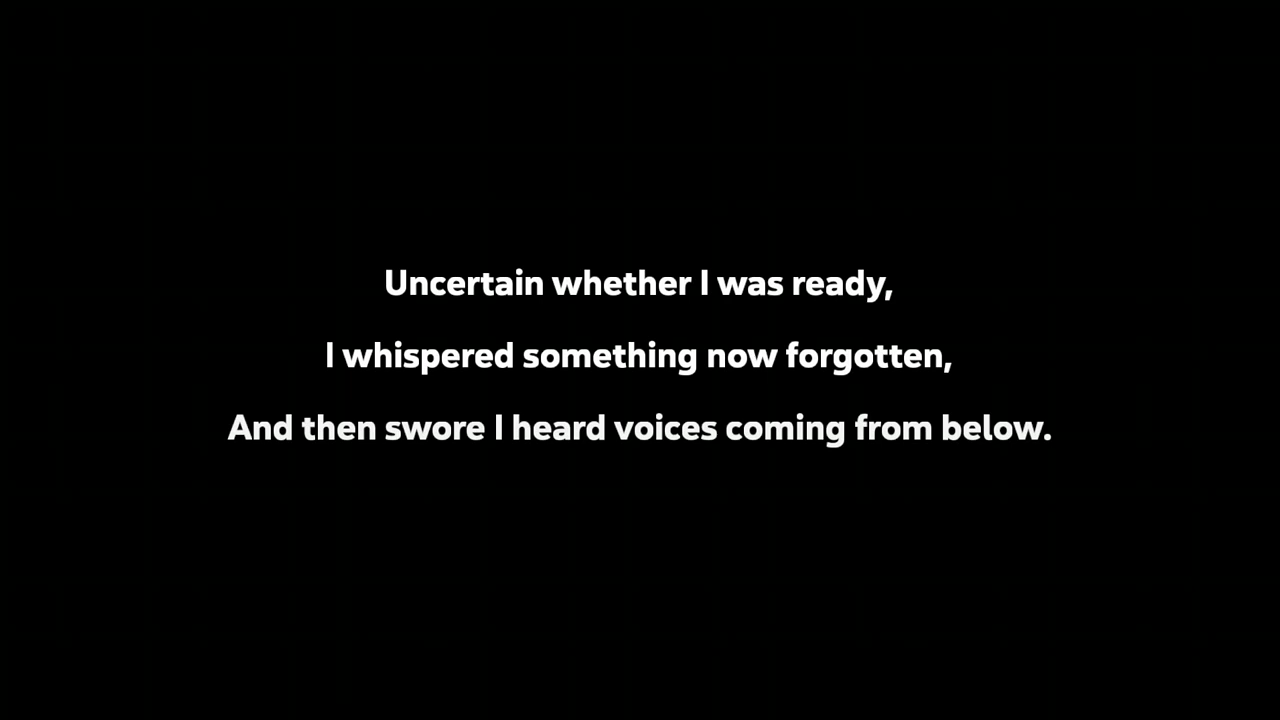 Uncertain whether I was ready,
I whispered something now forgotten,
And then swore I heard voices coming from below.